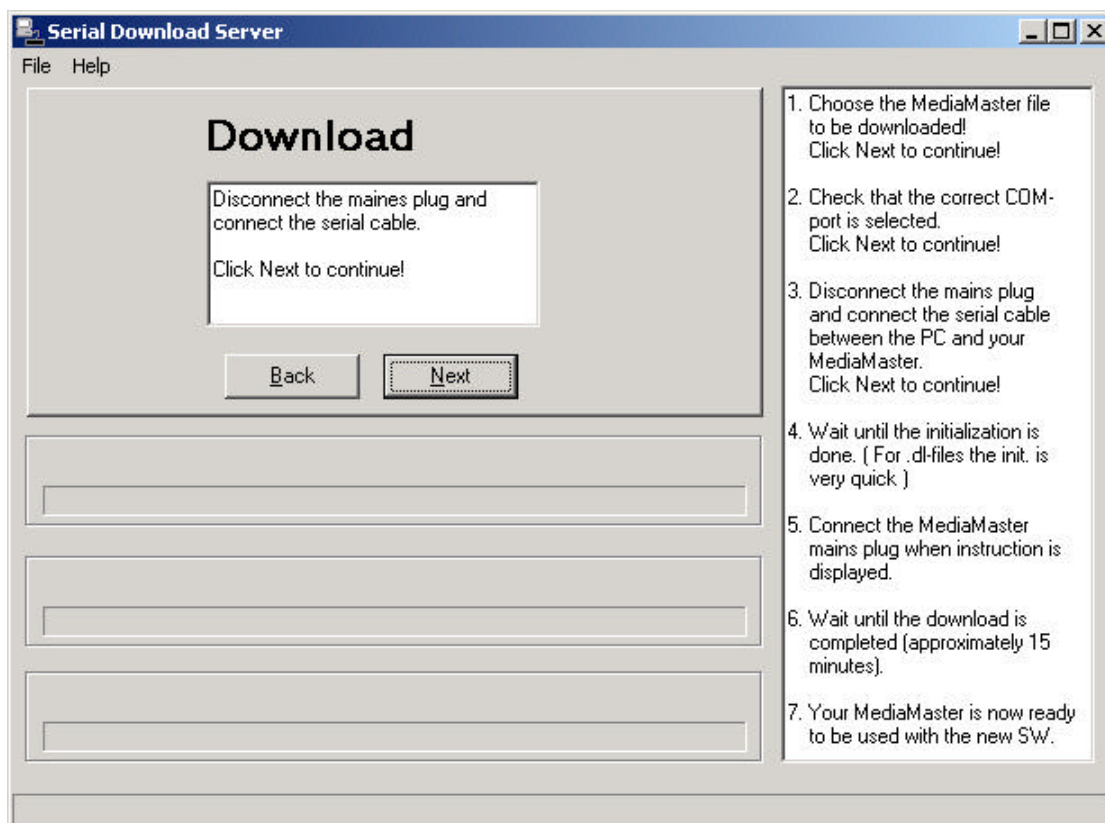 Serial Download Server
File Help
Download
Disconnect the maines plug and
connect the serial cable.
Click Next to continue!
Back Next
1. Choose the MediaMaster file
to be downloaded!
Click Next to continue!
2. Check that the correct COM-
port is selected.
Click Next to continue!
3. Disconnect the mains plug
and connect the serial cable
between the PC and your
MediaMaster.
Click Next to continue!
4. Wait until the initialization is
done. ( For .dl-files the init. is
very quick )
5. Connect the MediaMaster
mains plug when instruction is
displayed.
6. Wait until the download is
completed (approximately 15
minutes).
7. Your MediaMaster is now ready
to be used with the new SW.